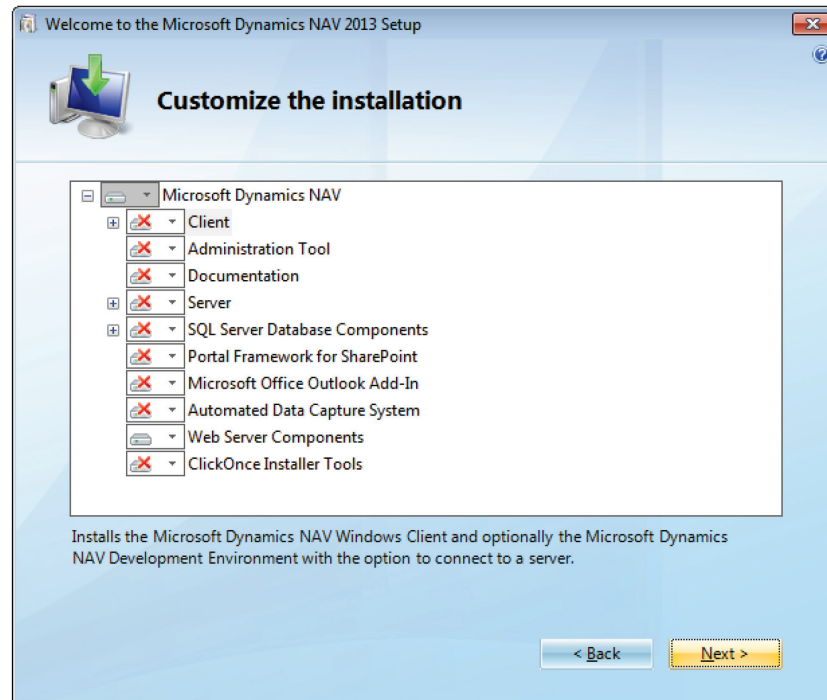 Welcome to the Microsoft Dynamics NAV 2013 Setup
Customize the installation
Microsoft Dynamics NAV
Client
Administration Tool
Documentation
Server
SQL Server Database Components
Portal Framework for SharePoint
Microsoft Office Outlook Add-In
Automated Data Capture System
Web Server Components
ClickOnce Installer Tools
Installs the Microsoft Dynamics NAV Windows Client and optionally the Microsoft Dynamics
NAV Development Environment with the option to connect to a server.
< Back
Next >